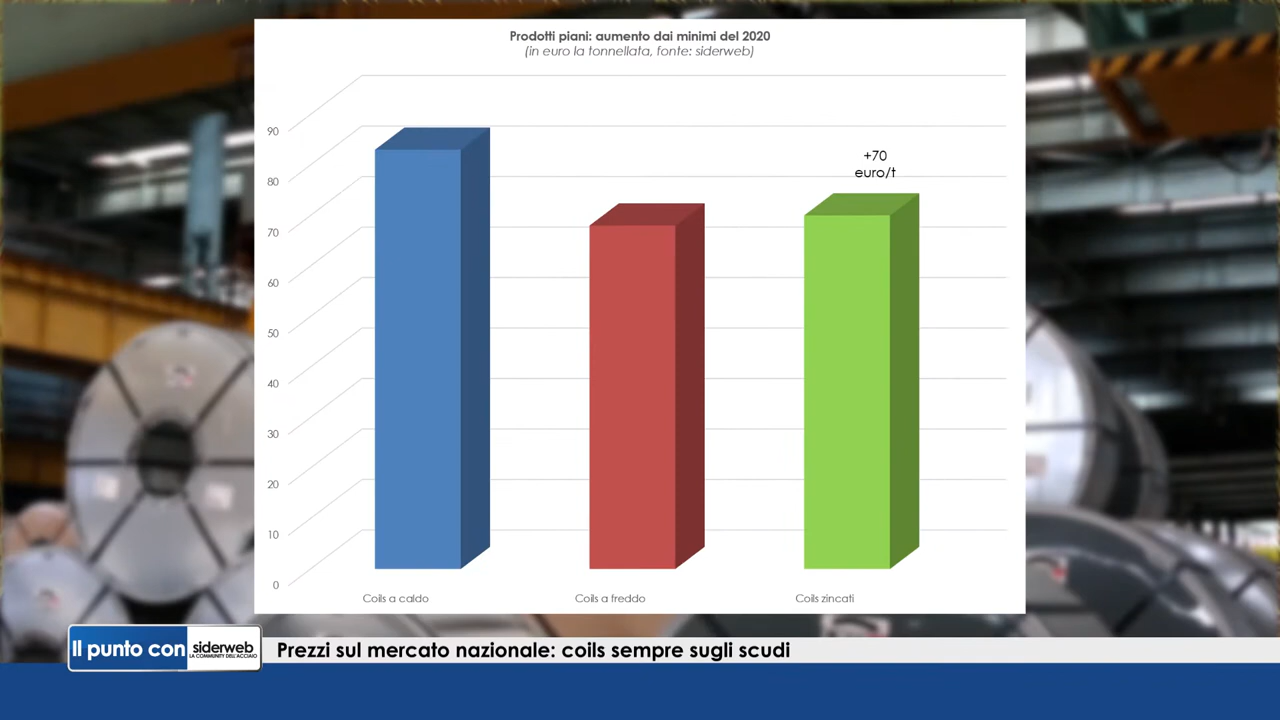 Prodotti piani: aumento dai minimi del 2020
(in euro la tonnellata, fonte: siderweb)
90
80
70
60
50
40
30
20
10
0
+70
euro/t
Coils a caldo
Coils a freddo
Coils zincati
Il punto con
siderweb
LA COMMUNITY DELL'ACCIAIO
Prezzi sul mercato nazionale: coils sempre sugli scudi